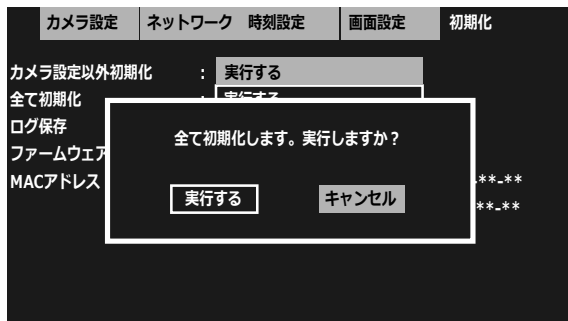 カメラ設定 ネットワーク 時刻設定 画面設定 初期化
カメラ設定以外初期化 : 実行する
全て初期化 : 実行する
ログ保存
ファームウェア
MACアドレス **-**
**-**
全て初期化します。実行しますか？
実行する キャンセル